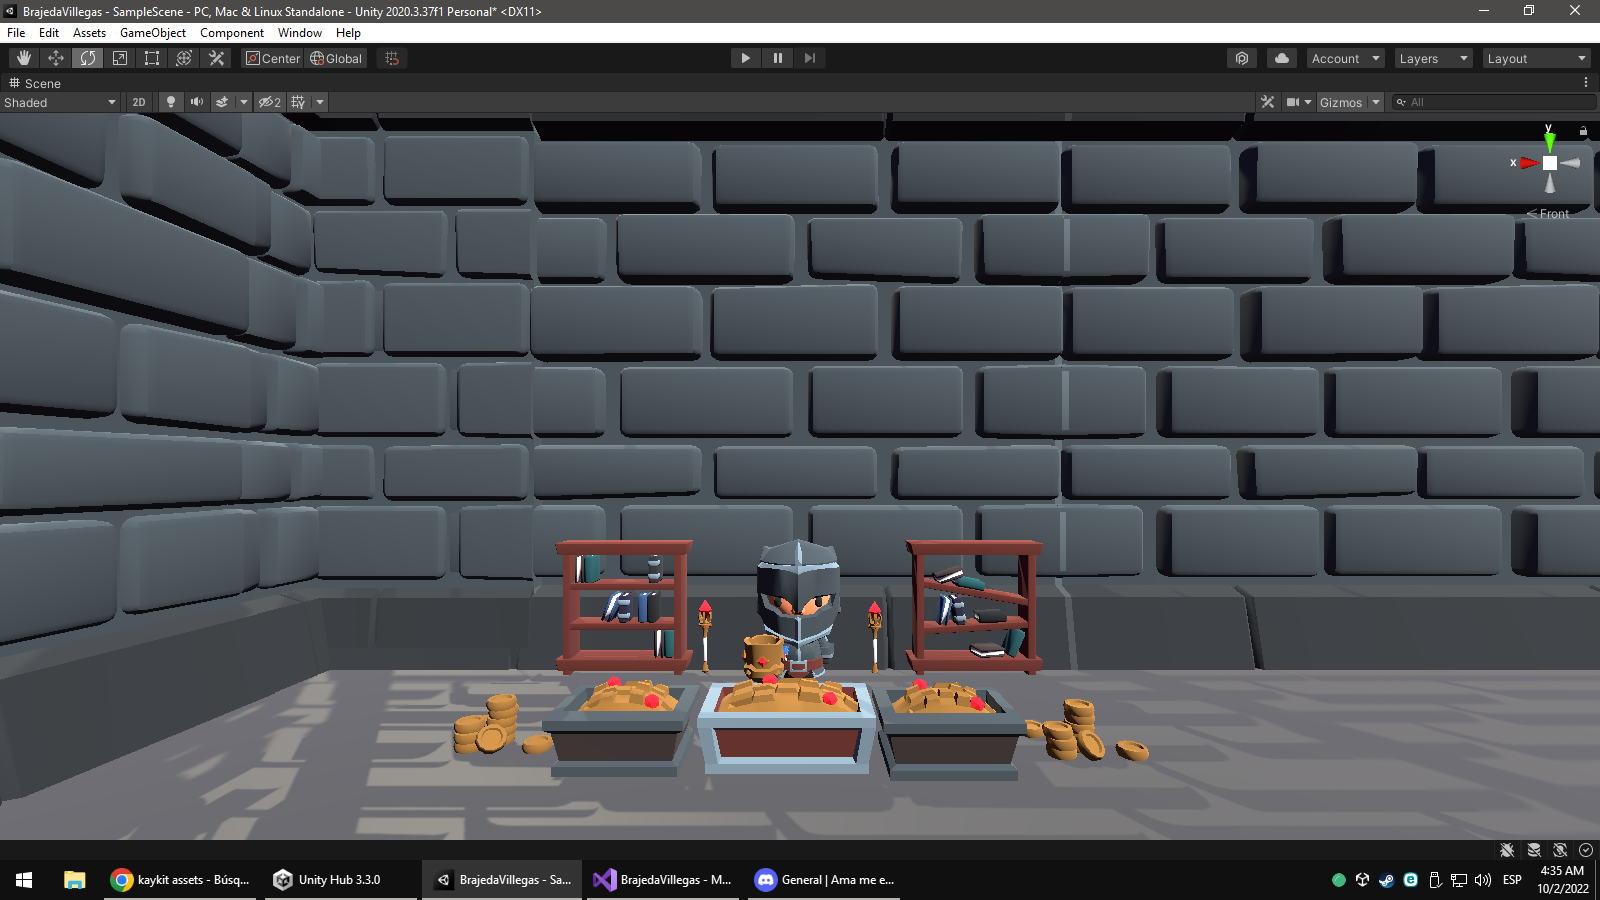 BrajedaVillegas - SampleScene - PC, Mac & Linux Standalone - Unity 2020.3.37f1 Personal* <DX11>
File Edit Assets GameObject Component Window Help
Center Global Account Layers Layout
Scene
Shaded 2D 2 Gizmos All
y
x
Front
kaykit assets - Búsq... Unity Hub 3.3.0 BrajedaVillegas - Sa... BrajedaVillegas - M... General | Ama me e... ESP 4:35 AM
10/2/2022